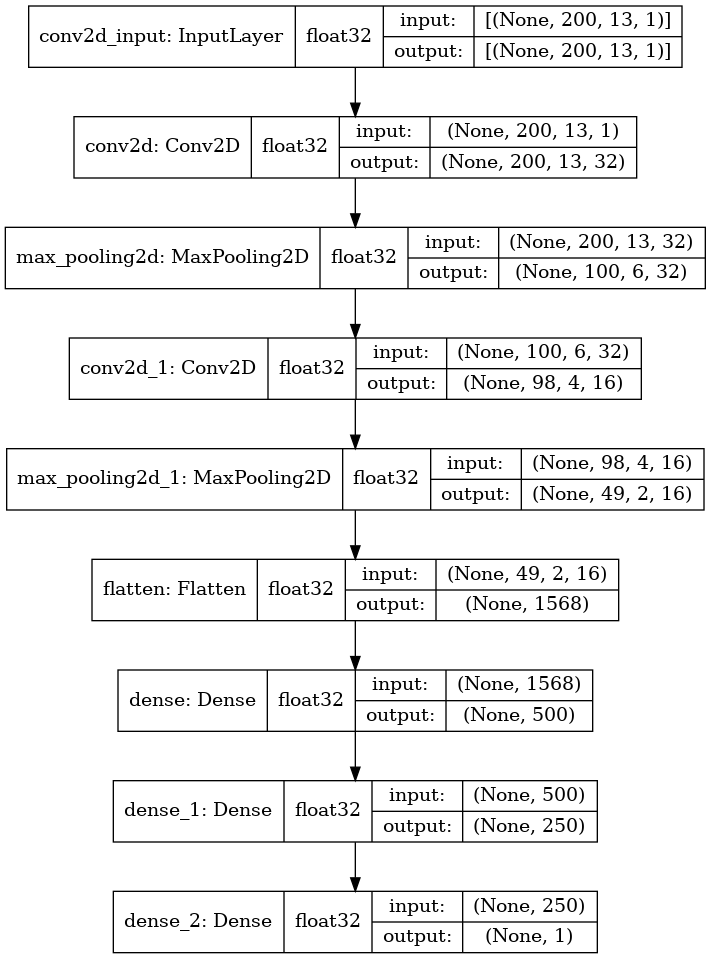 conv2d_input: InputLayer float32 input: [(None, 200, 13, 1)]
output: [(None, 200, 13, 1)]
conv2d: Conv2D float32 input: (None, 200, 13, 1)
output: (None, 200, 13, 32)
max_pooling2d: MaxPooling2D float32 input: (None, 200, 13, 32)
output: (None, 100, 6, 32)
conv2d_1: Conv2D float32 input: (None, 100, 6, 32)
output: (None, 98, 4, 16)
max_pooling2d_1: MaxPooling2D float32 input: (None, 98, 4, 16)
output: (None, 49, 2, 16)
flatten: Flatten float32 input: (None, 49, 2, 16)
output: (None, 1568)
dense: Dense float32 input: (None, 1568)
output: (None, 500)
dense_1: Dense float32 input: (None, 500)
output: (None, 250)
dense_2: Dense float32 input: (None, 250)
output: (None, 1)